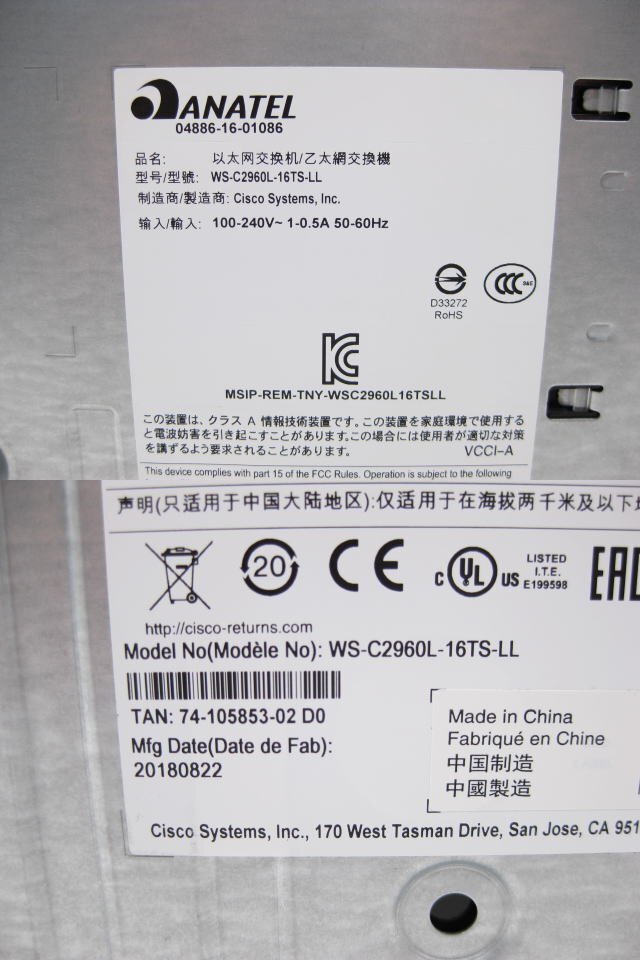 ANATEL
04886-16-01086
品名: 以太网交换机/乙太網交換機
型号/型號: WS-C2960L-16TS-LL
制造商/製造商: Cisco Systems, Inc.
输入/輸入: 100-240V~ 1-0.5A 50-60Hz
D33272
RoHS
CCC S&E
KC
MSIP-REM-TNY-WSC2960L16TSLL
この装置は、クラス A 情報技術装置です。この装置を家庭環境で使用する
と電波妨害を引き起こすことがあります。この場合には使用者が適切な対策
を講ずるよう要求されることがあります。 VCCI-A
This device complies with part 15 of the FCC Rules. Operation is subject to the following
声明(只适用于中国大陆地区):仅适用于在海拔两千米及以下
20
CE
c UL US LISTED I.T.E. E199598
EAC
http://cisco-returns.com
Model No(Modèle No): WS-C2960L-16TS-LL
TAN: 74-105853-02 D0
Mfg Date(Date de Fab):
20180822
Made in China
Fabriqué en Chine
中国制造
中國製造
Cisco Systems, Inc., 170 West Tasman Drive, San Jose, CA 951